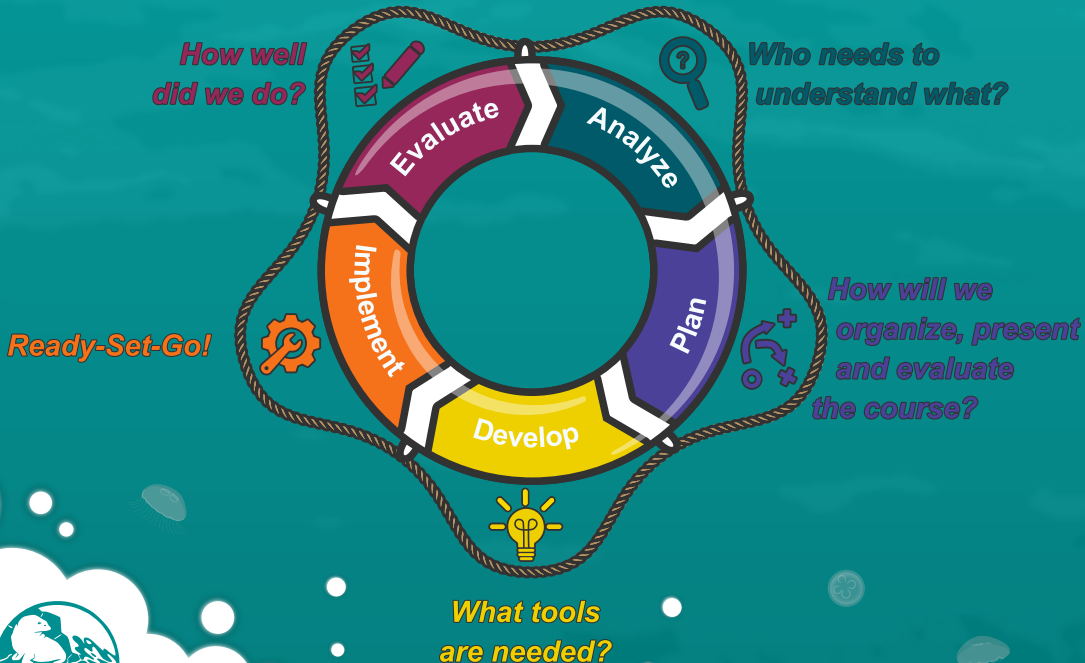 How well
did we do?
Who needs to
understand what?
Evaluate
Analyze
Implement
Plan
Develop
Ready-Set-Go!
How will we
organize, present
and evaluate
the course?
What tools
are needed?
?